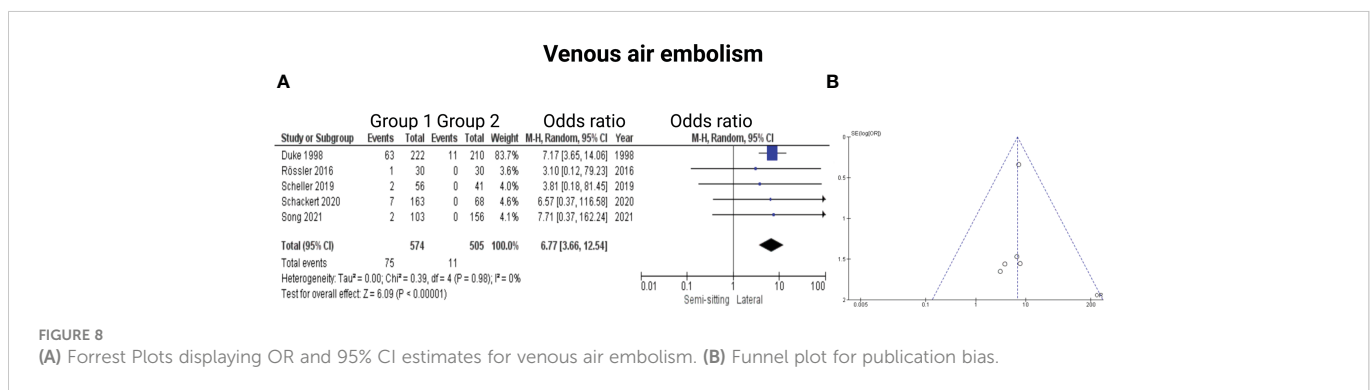 Venous air embolism
A
B
Group 1 Group 2 Odds ratio Odds ratio
Study or Subgroup Events Total Events Total Weight M-H, Random, 95% CI Year M-H, Random, 95% CI
Duke 1998 63 222 11 210 83.7% 7.17 [3.65, 14.06] 1998
Rössler 2016 1 30 0 30 3.6% 3.10 [0.12, 79.23] 2016
Scheller 2019 2 56 0 41 4.0% 3.81 [0.18, 81.45] 2019
Schackert 2020 7 163 0 68 4.6% 6.57 [0.37, 116.58] 2020
Song 2021 2 103 0 156 4.1% 7.71 [0.37, 162.24] 2021
Total (95% CI) 574 505 100.0% 6.77 [3.66, 12.54]
Total events 75 11
Heterogeneity: Tau² = 0.00; Chi² = 0.39, df = 4 (P = 0.98); I² = 0%
Test for overall effect: Z = 6.09 (P < 0.00001)
0.01 0.1 1 10 100
Semi-sitting Lateral
SE(log[OR])
0
0.5
1
1.5
2
0.005 0.1 1 10 200
OR
FIGURE 8
(A) Forrest Plots displaying OR and 95% CI estimates for venous air embolism. (B) Funnel plot for publication bias.